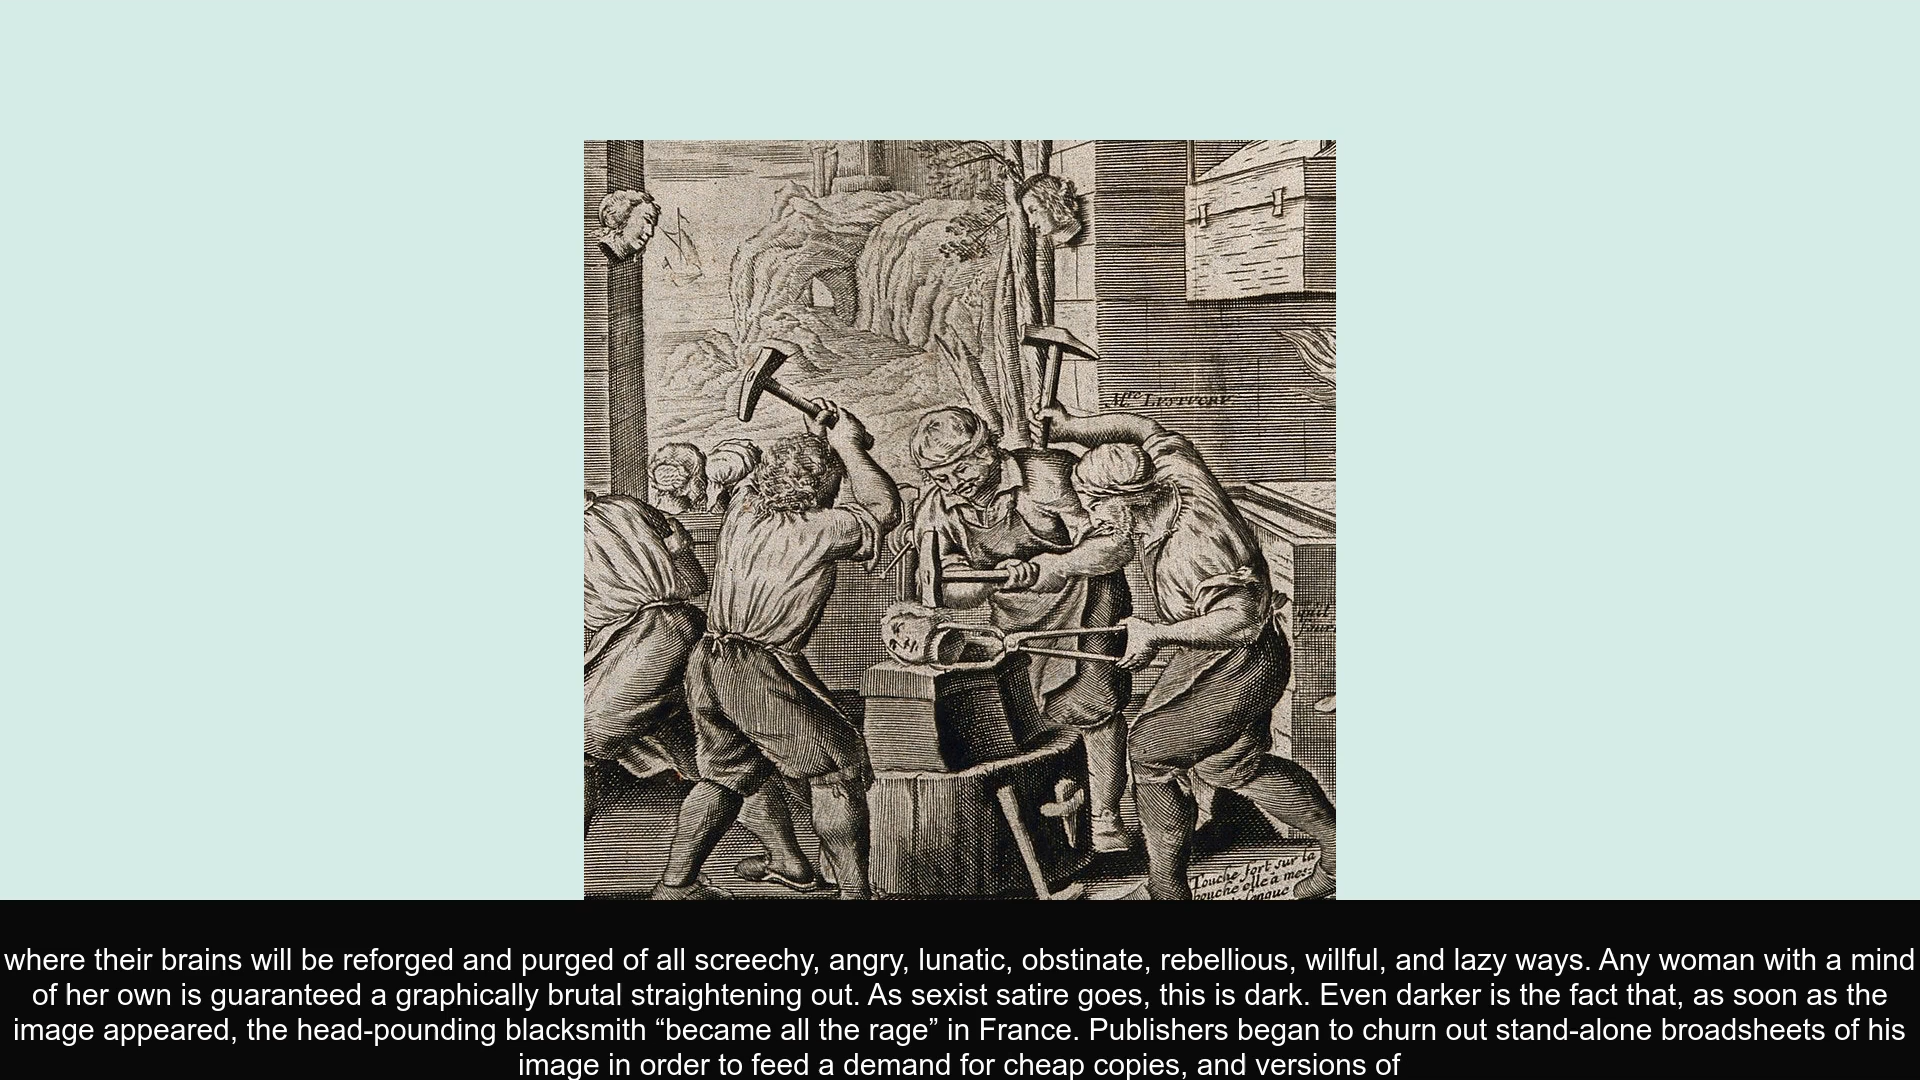 Touche fort sur la
bouche elle a mes=
langue
where their brains will be reforged and purged of all screechy, angry, lunatic, obstinate, rebellious, willful, and lazy ways. Any woman with a mind
of her own is guaranteed a graphically brutal straightening out. As sexist satire goes, this is dark. Even darker is the fact that, as soon as the
image appeared, the head-pounding blacksmith “became all the rage” in France. Publishers began to churn out stand-alone broadsheets of his
image in order to feed a demand for cheap copies, and versions of